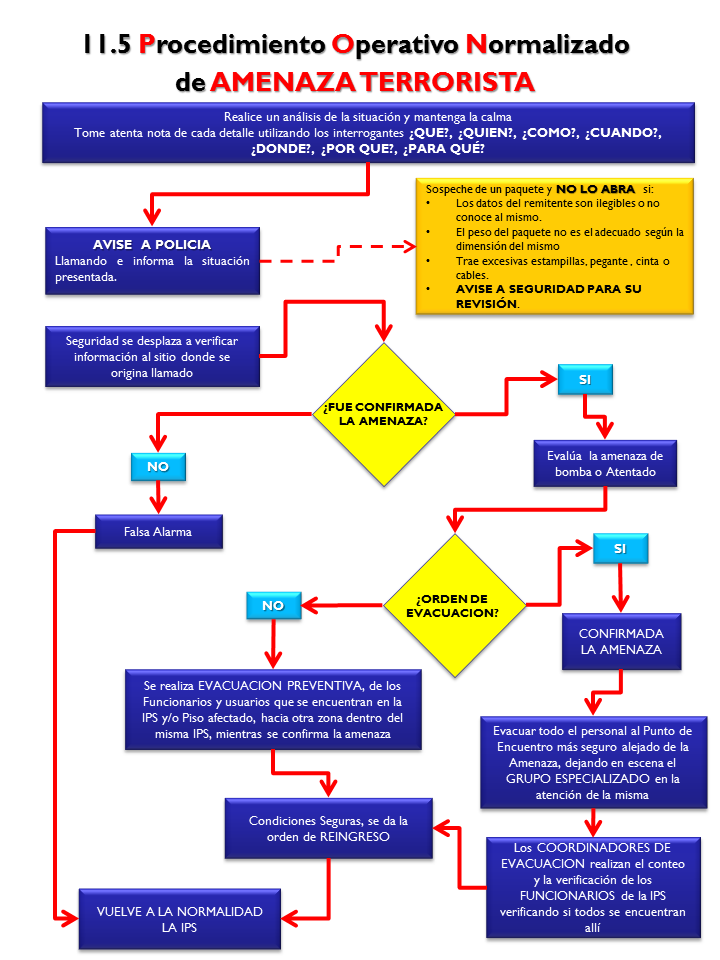 11.5 Procedimiento Operativo Normalizado
de AMENAZA TERRORISTA
Realice un análisis de la situación y mantenga la calma
Tome atenta nota de cada detalle utilizando los interrogantes ¿QUE?, ¿QUIEN?, ¿COMO?, ¿CUANDO?,
¿DONDE?, ¿POR QUE?, ¿PARA QUÉ?
AVISE A POLICIA
Llamando e informa la situación
presentada.
Sospeche de un paquete y NO LO ABRA si:
• Los datos del remitente son ilegibles o no
conoce al mismo.
• El peso del paquete no es el adecuado según la
dimensión del mismo
• Trae excesivas estampillas, pegante , cinta o
cables.
• AVISE A SEGURIDAD PARA SU
REVISIÓN.
Seguridad se desplaza a verificar
información al sitio donde se
origina llamado
¿FUE CONFIRMADA
LA AMENAZA?
SI
NO
Evalúa la amenaza de
bomba o Atentado
Falsa Alarma
¿ORDEN DE
EVACUACION?
SI
NO
CONFIRMADA
LA AMENAZA
Se realiza EVACUACION PREVENTIVA, de los
Funcionarios y usuarios que se encuentran en la
IPS y/o Piso afectado, hacia otra zona dentro del
misma IPS, mientras se confirma la amenaza
Evacuar todo el personal al Punto de
Encuentro más seguro alejado de la
Amenaza, dejando en escena el
GRUPO ESPECIALIZADO en la
atención de la misma
Condiciones Seguras, se da la
orden de REINGRESO
Los COORDINADORES DE
EVACUACION realizan el conteo
y la verificación de los
FUNCIONARIOS de la IPS
verificando si todos se encuentran
allí
VUELVE A LA NORMALIDAD
LA IPS